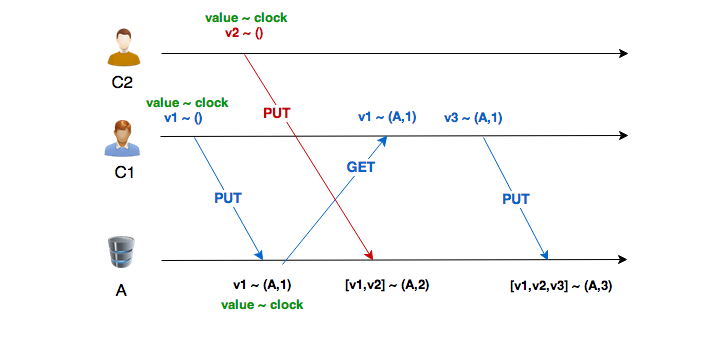 value ~ clock
v2 ~ ()
C2
value ~ clock
v1 ~ ()
PUT
v1 ~ (A,1)
v3 ~ (A,1)
C1
GET
PUT
PUT
A
v1 ~ (A,1)
[v1,v2] ~ (A,2)
[v1,v2,v3] ~ (A,3)
value ~ clock